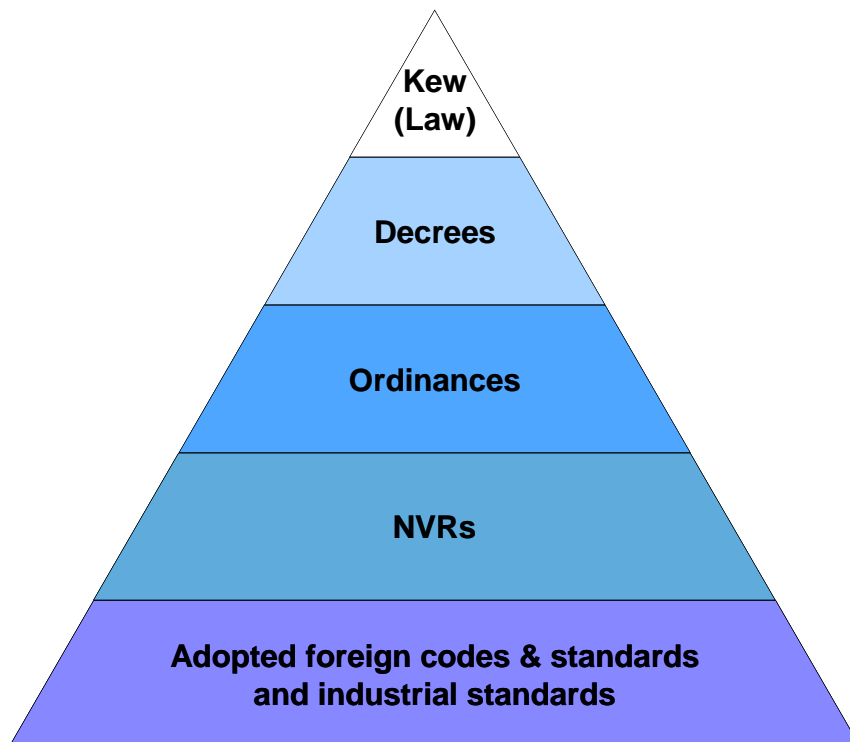 Kew
(Law)
Decrees
Ordinances
NVRs
Adopted foreign codes & standards
and industrial standards